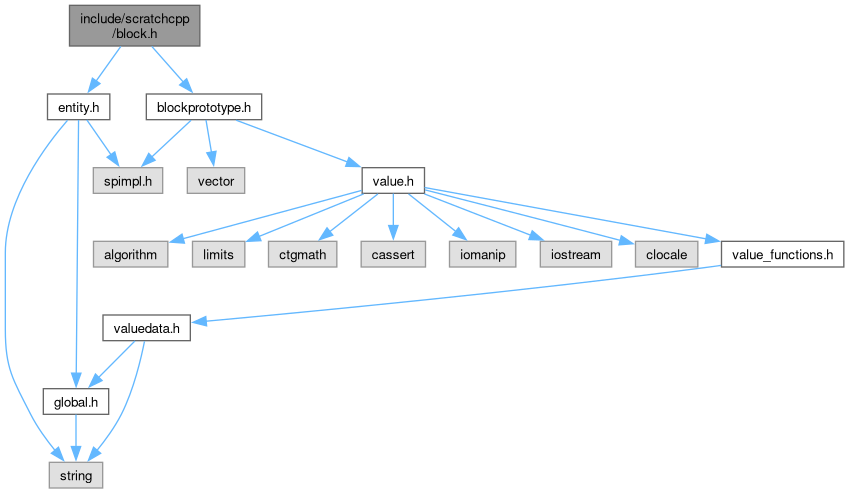 include/scratchcpp
/block.h
entity.h
blockprototype.h
spimpl.h
vector
value.h
algorithm
limits
ctgmath
cassert
iomanip
iostream
clocale
value_functions.h
valuedata.h
global.h
string